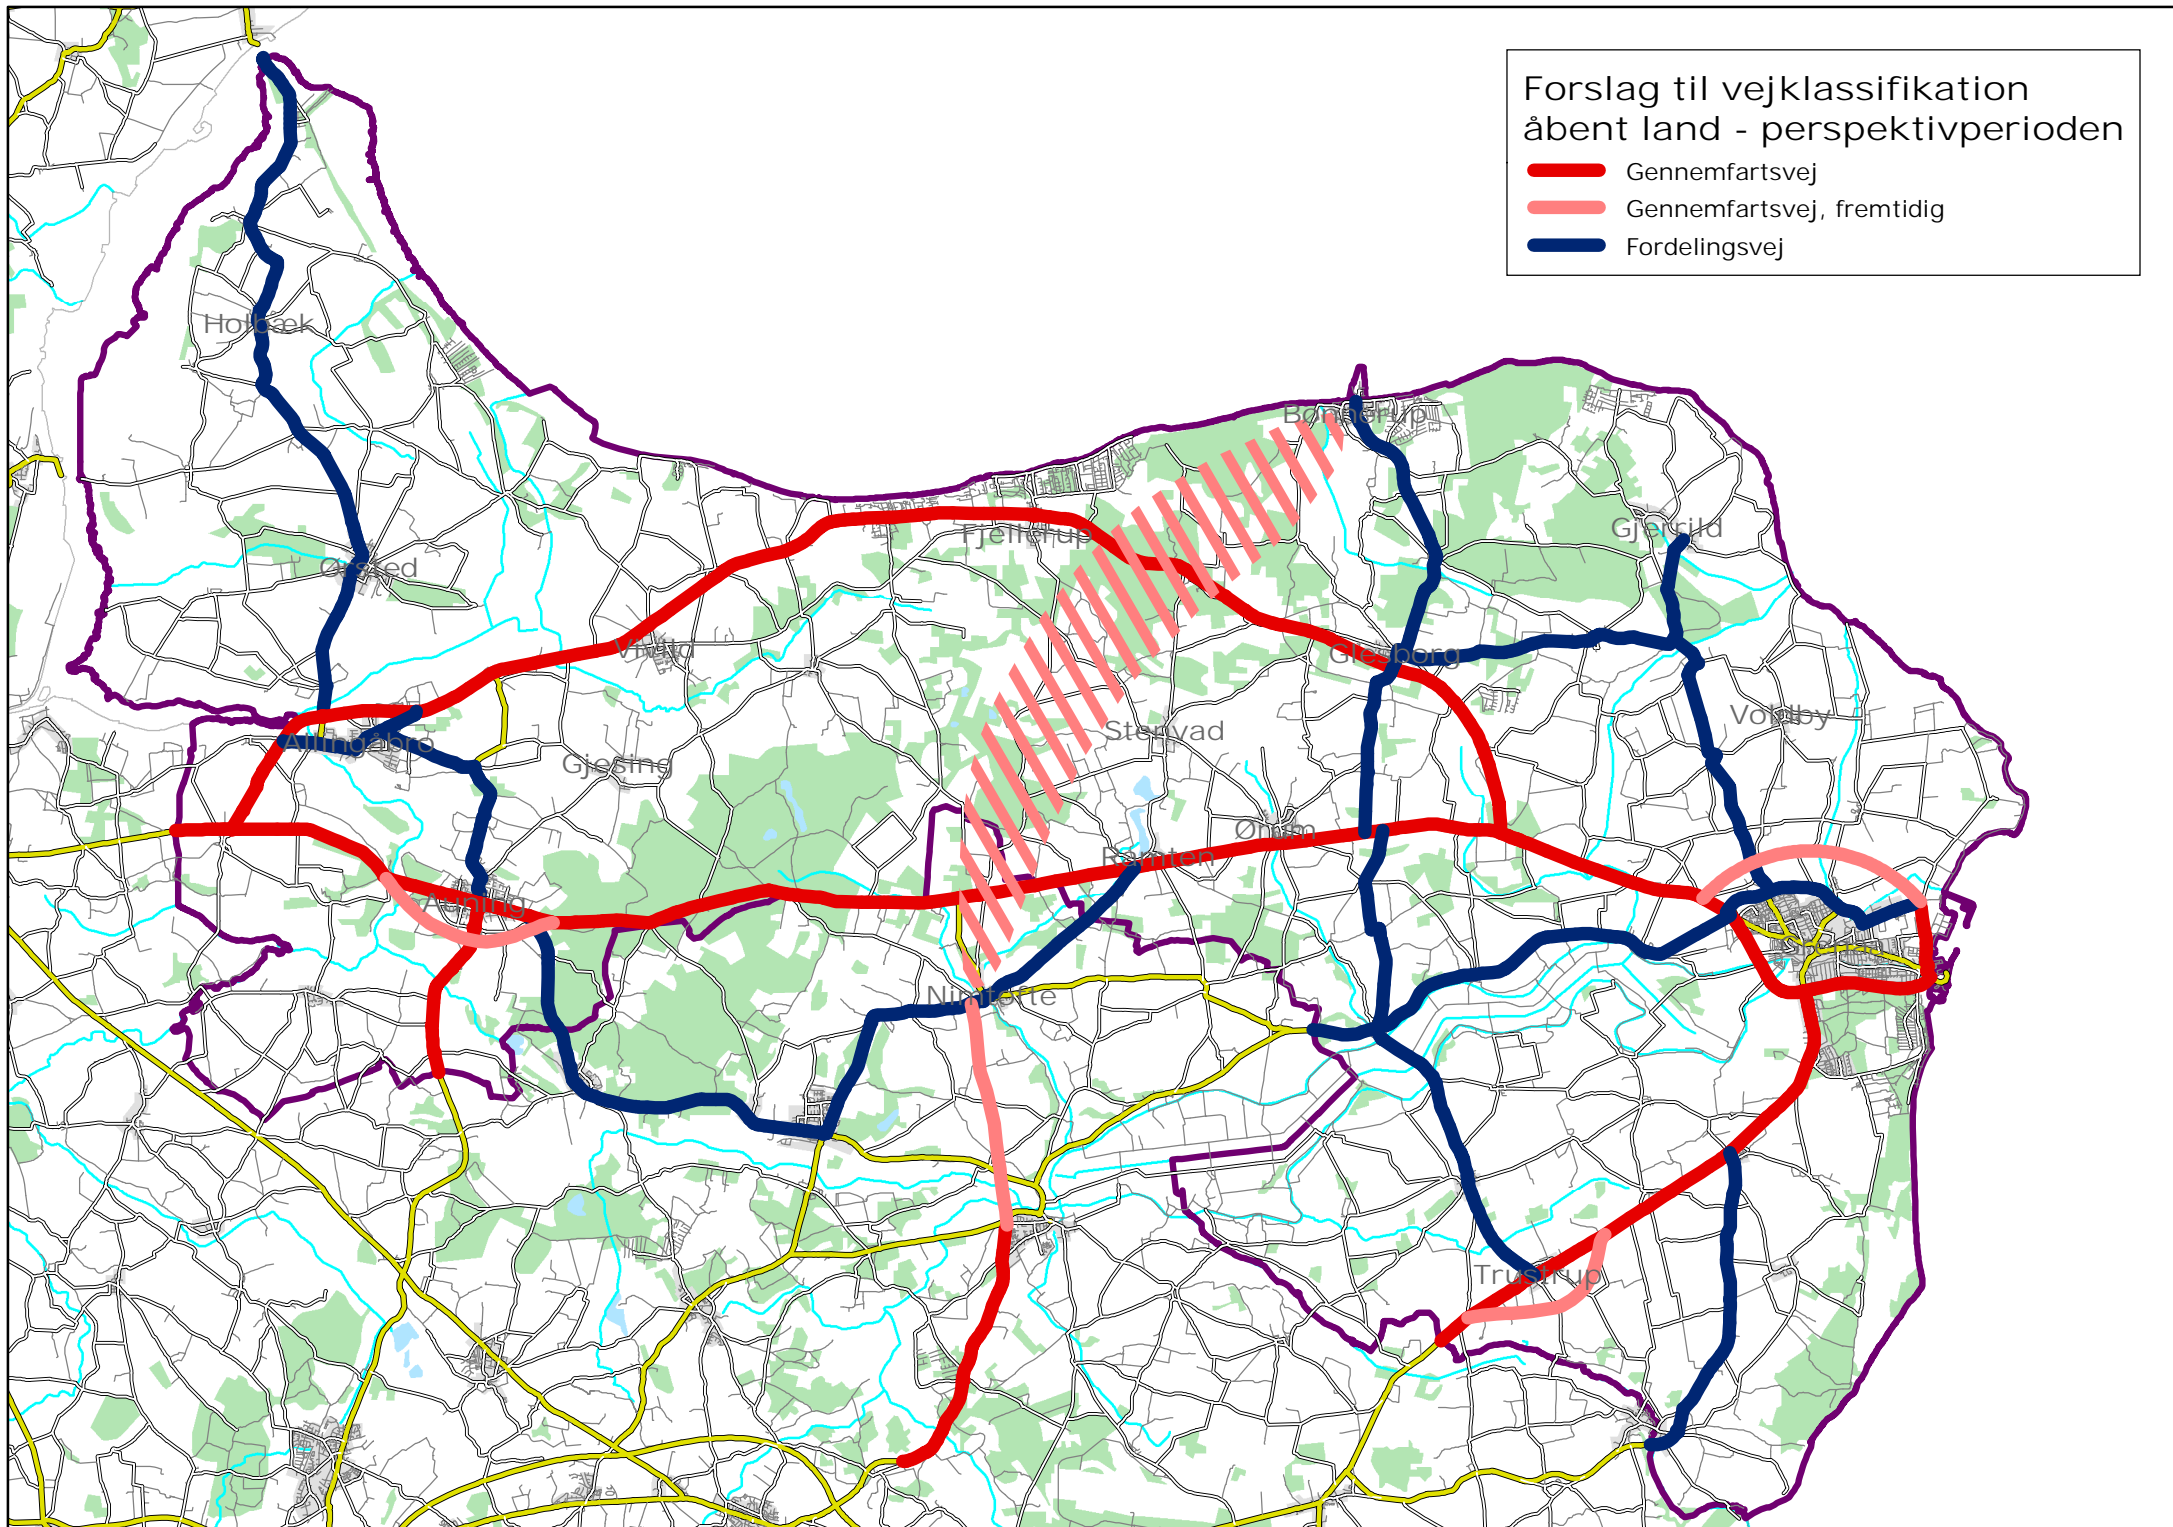 Forslag til vejklassifikation
åbent land - perspektivperioden
Gennemfartsvej
Gennemfartsvej, fremtidig
Fordelingsvej
Holbæk
Bønnerup
Gjerrild
Fjellerup
Ørsted
Vivild
Glesborg
Voldby
Stenvad
Allingåbro
Gjesing
Ørum
Ramten
Auning
Grenaa
Nimtofte
Trustrup